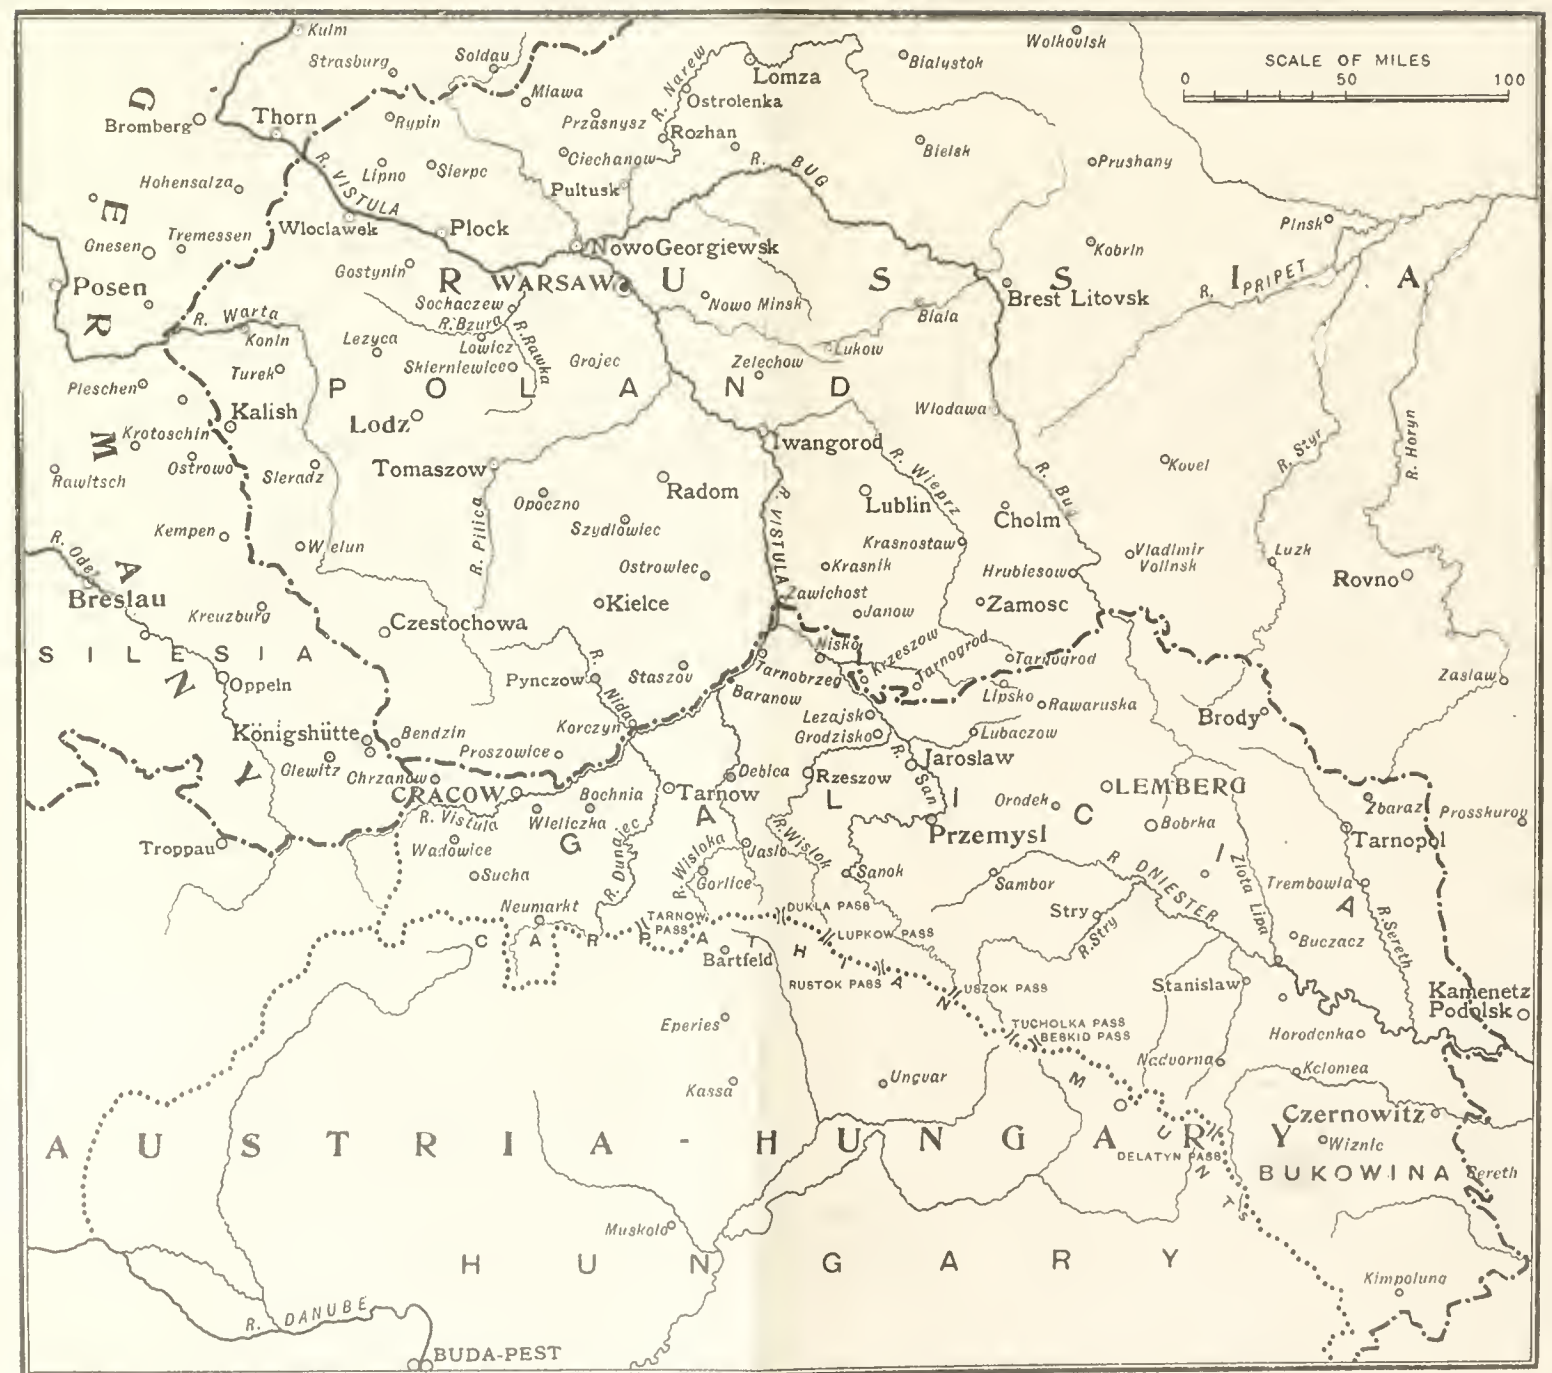 Kulm
Strasburg
Soldau
Mlawa
R. Narew
Lomza
Ostrolenka
Bialystok
Wolkovisk
SCALE OF MILES
0 50 100
G E R M A N Y
Bromberg
Thorn
Rypin
Przasnysz
Rozhan
Bielsk
Prushany
Hohensalza
R. VISTULA
Lipno
Sierpc
Ciechanow
Pultusk
R. BUG
Gnesen
Tremessen
Wloclawek
Plock
NowoGeorgiewsk
Pinsk
Kobrin
Posen
Gostynin
R U S S I A
WARSAW
Sochaczew
Nowo Minsk
Brest Litovsk
R. PRIPET
R. Warta
Konin
R. Bzura
R. Rawka
Biala
Lezyca
Lowicz
Skierniewice
Grojec
Zelechow
Lukow
Pleschen
Turek
P O L A N D
Kalish
Lodz
Wlodawa
Krotoschin
Ostrowo
Rawitsch
Sieradz
Tomaszow
Iwangorod
R. Wieprz
R. Bug
Kovel
R. Styr
R. Horyn
Radom
Opoczno
Szydlowiec
R. Pilica
R. VISTULA
Lublin
Cholm
Kempen
Wielun
Krasnostaw
Vladimir
Volinsk
Luzk
R. Oder
Ostrowiec
Krasnik
Hrubiesow
Rovno
Breslau
Kreuzburg
Kielce
Zawichost
Janow
Zamosc
Czestochowa
S I L E S I A
Oppeln
Pynczow
R. Nida
Staszov
Tarnobrzeg
Nisko
Krzeszow
Tarnogrod
Tarnogrod
Zaslaw
Baranow
Lipsko
Rawaruska
Königshütte
Bendzin
Korczyn
Lezajsk
Grodzisko
Lubaczow
Brody
Glewitz
Chrzanow
Proszowice
Debica
Rzeszow
R. San
Jaroslaw
CRACOW
Bochnia
Tarnow
G A L I C I A
Orodek
LEMBERG
Zbaraz
Prosskurov
R. Vistula
Wieliczka
Przemysl
Bobrka
Tarnopol
Troppau
Wadowice
R. Dunajec
R. Wisloka
Jaslo
R. Wislok
Sucha
Gorlice
Sanok
Sambor
R. DNIESTER
Zlota Lipa
Trembowla
Neumarkt
TARNOW
PASS
DUKLA PASS
Stry
R. Stry
R. Sereth
C A R P A T H I A N M U N T S
LUPKOW PASS
Bartfeld
Buczacz
RUSTOK PASS
USZOK PASS
Stanislaw
Kamenetz
Podolsk
Eperies
TUCHOLKA PASS
BESKID PASS
Horodenka
Nadvorna
Kassa
Ungvar
Kolomea
Czernowitz
A U S T R I A - H U N G A R Y
Wiznic
DELATYN PASS
BUKOWINA
Sereth
Muskolo
H U N G A R Y
Kimpolung
R. DANUBE
BUDA-PEST